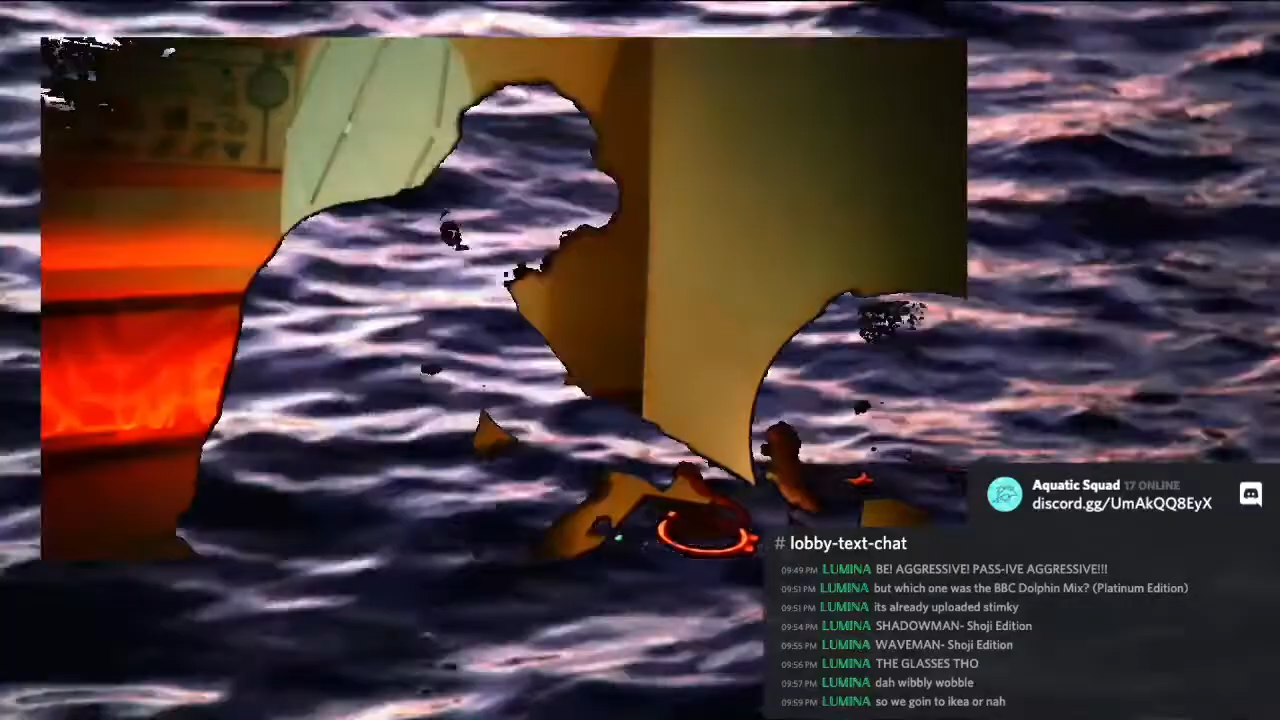 Aquatic Squad 17 ONLINE
discord.gg/UmAkQQ8EyX
# lobby-text-chat
09:49 PM LUMINA BE! AGGRESSIVE! PASS-IVE AGGRESSIVE!!!
09:51 PM LUMINA but which one was the BBC Dolphin Mix? (Platinum Edition)
09:51 PM LUMINA its already uploaded stimky
09:54 PM LUMINA SHADOWMAN- Shoji Edition
09:55 PM LUMINA WAVEMAN- Shoji Edition
09:56 PM LUMINA THE GLASSES THO
09:57 PM LUMINA dah wibbly wobble
09:59 PM LUMINA so we goin to ikea or nah